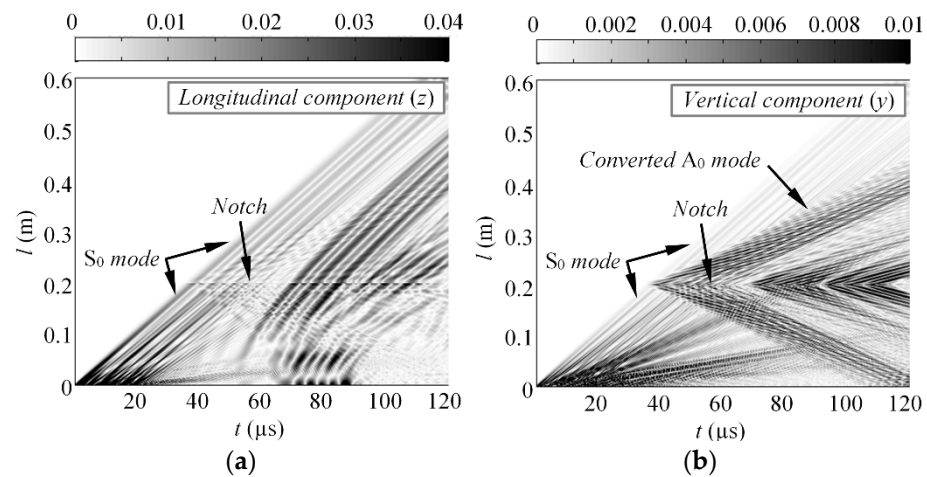 0 0.01 0.02 0.03 0.04
Longitudinal component (z)
0.6
0.5
0.4
0.3
0.2
0.1
0
l (m)
Notch
S0 mode
20 40 60 80 100 120
t (μs)
(a)
0 0.002 0.004 0.006 0.008 0.01
Vertical component (y)
0.6
0.5
0.4
0.3
0.2
0.1
0
l (m)
Converted A0 mode
Notch
S0 mode
20 40 60 80 100 120
t (μs)
(b)